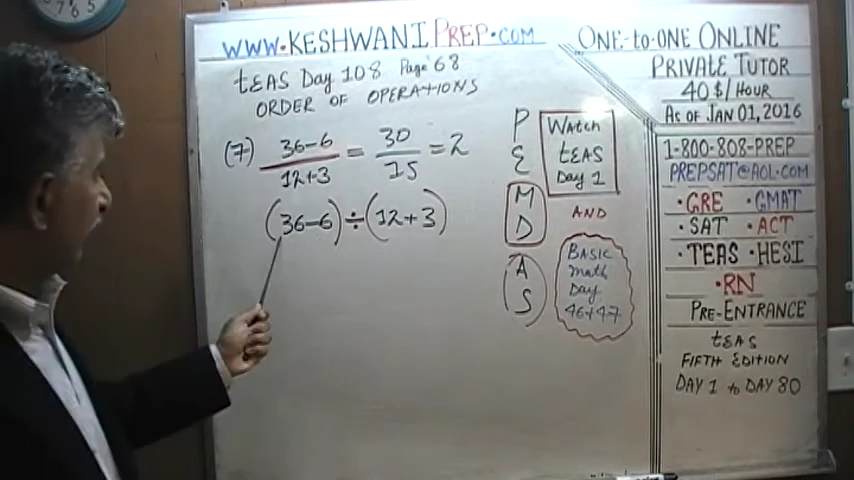 WWW.KESHWANIPREP.COM
tEAS Day 108 Page 68
ORDER OF OPERATIONS
(7) 36-6 / 12+3 = 30 / 15 = 2
(36-6) ÷ (12+3)
P
E
M
D
A
S
WATCH
tEAS
Day 1
AND
BASIC
math
Day
46+47
ONE-to-ONE ONLINE
PRIVATE TUTOR
40 $/HOUR
AS OF JAN 01, 2016
1-800-808-PREP
PREPSAT@AOL.COM
•GRE •GMAT
•SAT •ACT
•TEAS •HESI
•RN
PRE-ENTRANCE
tEAS
FIFTH EDITION
DAY 1 to DAY 80